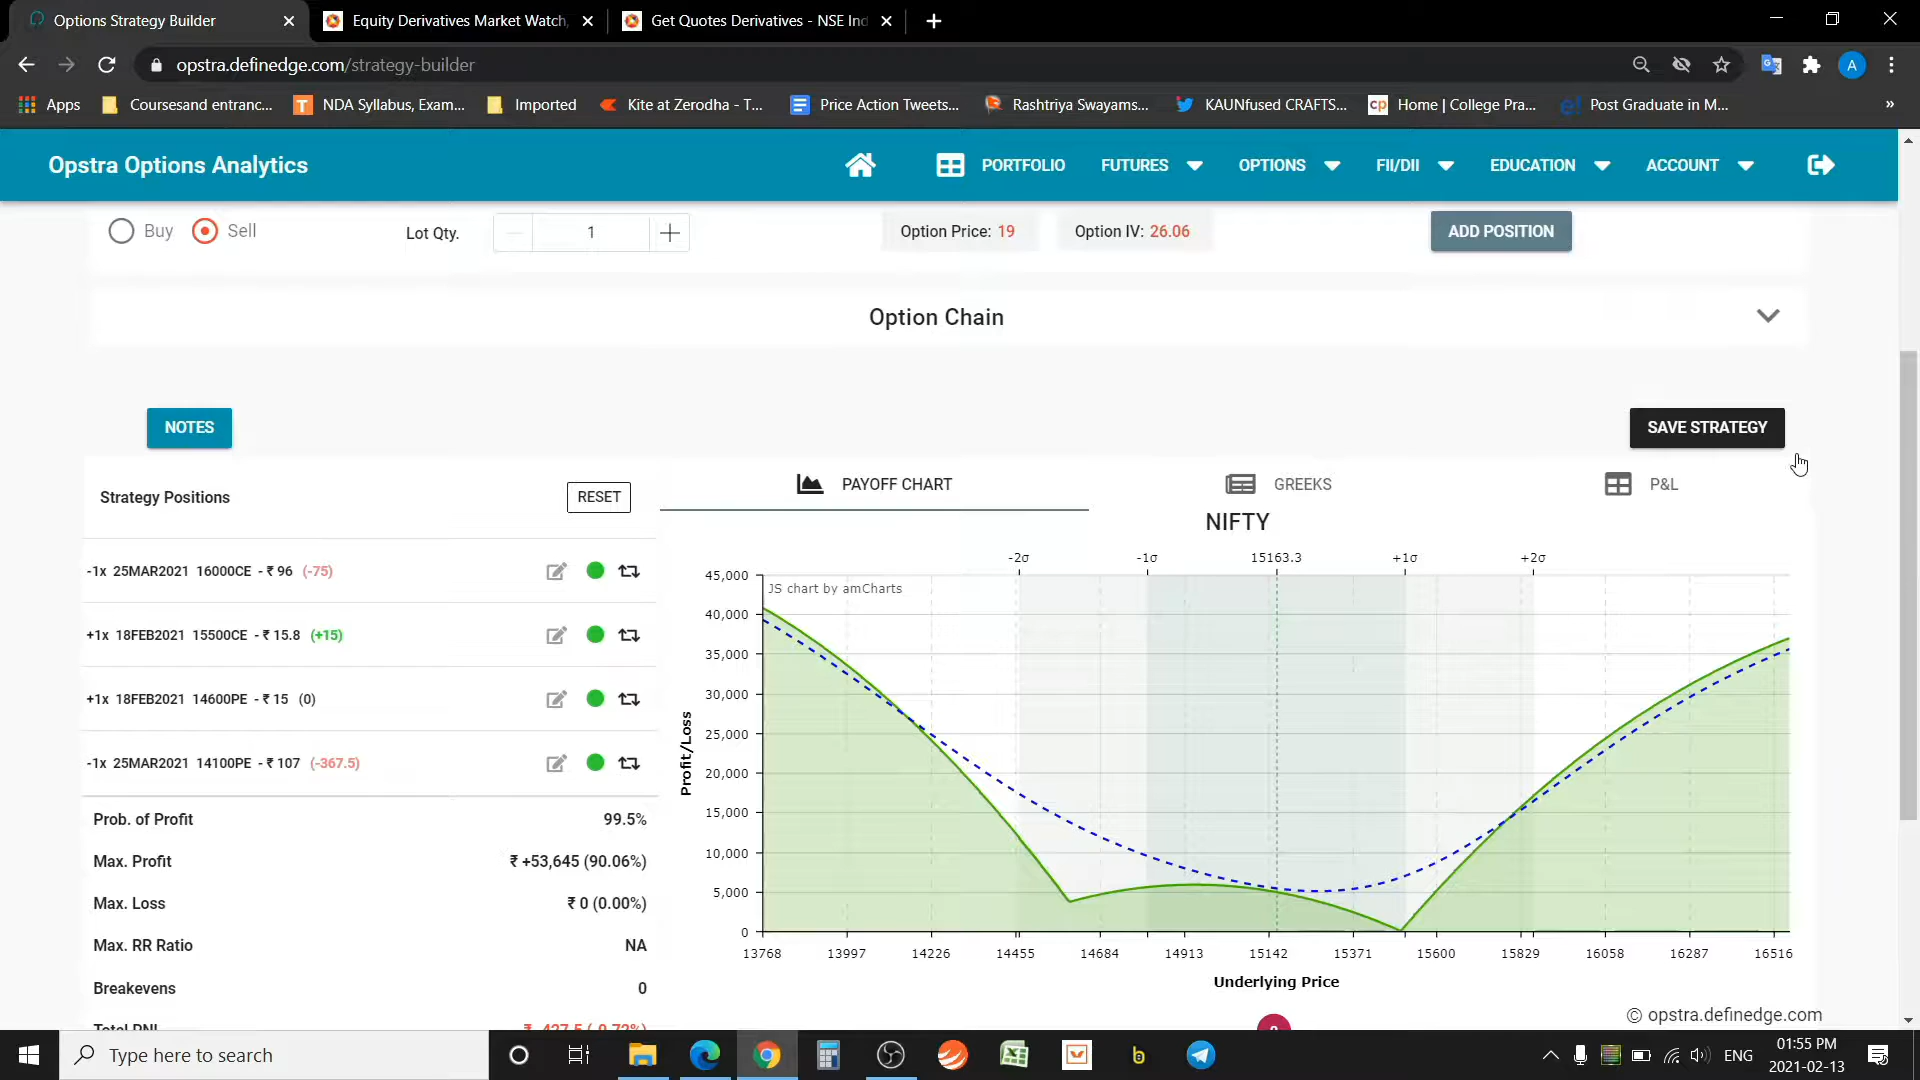 Options Strategy Builder
Equity Derivatives Market Watch,
Get Quotes Derivatives - NSE Ind
opstra.definedge.com/strategy-builder
A
Apps
Coursesand entranc...
NDA Syllabus, Exam...
Imported
Kite at Zerodha - T...
Price Action Tweets...
Rashtriya Swayams...
KAUNfused CRAFTS...
Home | College Pra...
Post Graduate in M...
»
Opstra Options Analytics
PORTFOLIO
FUTURES
OPTIONS
FII/DII
EDUCATION
ACCOUNT
Buy
Sell
Lot Qty.
1
Option Price: 19
Option IV: 26.06
ADD POSITION
Option Chain
NOTES
SAVE STRATEGY
Strategy Positions
RESET
-1x 25MAR2021 16000CE - ₹ 96 (-75)
+1x 18FEB2021 15500CE - ₹ 15.8 (+15)
+1x 18FEB2021 14600PE - ₹ 15 (0)
-1x 25MAR2021 14100PE - ₹ 107 (-367.5)
Prob. of Profit 99.5%
Max. Profit ₹ +53,645 (90.06%)
Max. Loss ₹ 0 (0.00%)
Max. RR Ratio NA
Breakevens 0
PAYOFF CHART
GREEKS
P&L
NIFTY
-2σ -1σ 15163.3 +1σ +2σ
JS chart by amCharts
45,000
40,000
35,000
30,000
25,000
20,000
15,000
10,000
5,000
0
Profit/Loss
13768 13997 14226 14455 14684 14913 15142 15371 15600 15829 16058 16287 16516
Underlying Price
© opstra.definedge.com
Type here to search
ENG
01:55 PM
2021-02-13